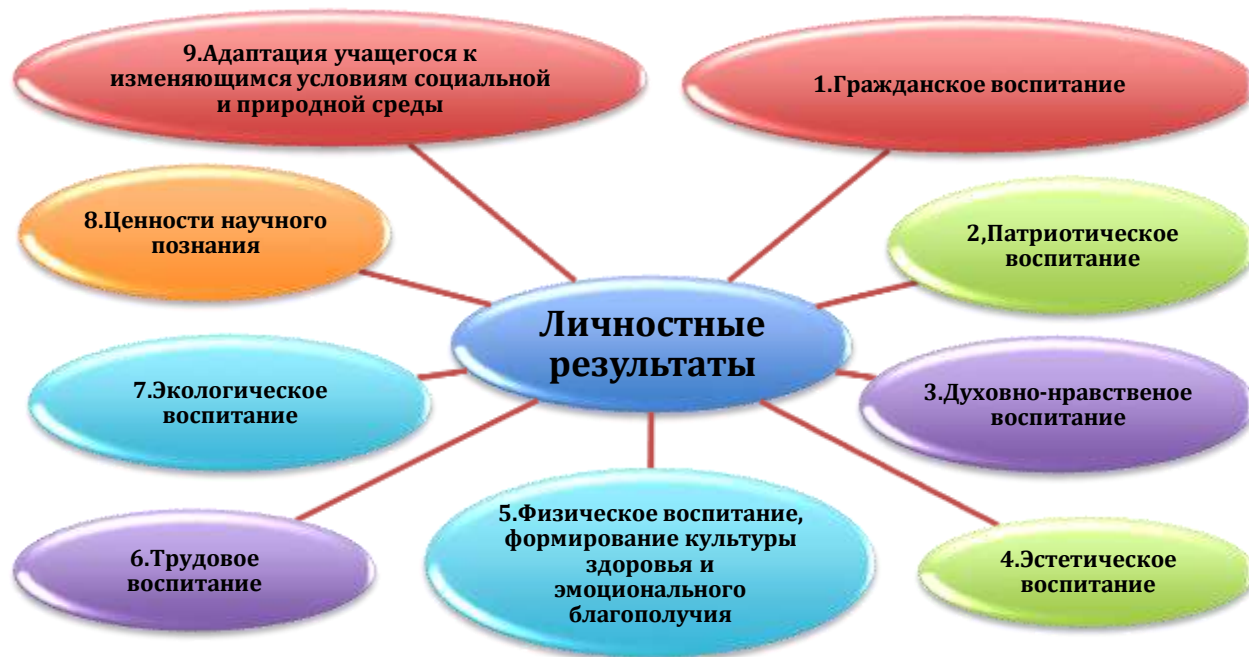 9.Адаптация учащегося к
изменяющимся условиям социальной
и природной среды
1.Гражданское воспитание
8.Ценности научного
познания
2,Патриотическое
воспитание
Личностные
результаты
7.Экологическое
воспитание
3.Духовно-нравственое
воспитание
6.Трудовое
воспитание
5.Физическое воспитание,
формирование культуры
здоровья и
эмоционального
благополучия
4.Эстетическое
воспитание